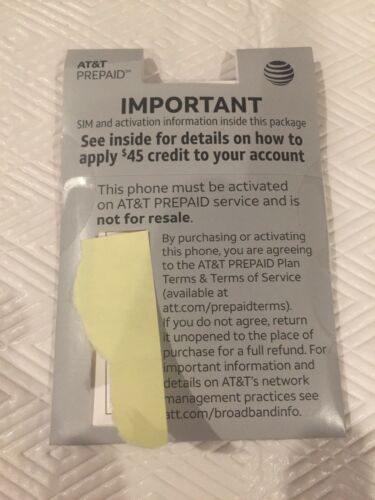 AT&T
PREPAID℠
IMPORTANT
SIM and activation information inside this package
See inside for details on how to
apply $45 credit to your account
This phone must be activated
on AT&T PREPAID service and is
not for resale.
By purchasing or activating
this phone, you are agreeing
to the AT&T PREPAID Plan
Terms & Terms of Service
(available at
att.com/prepaidterms).
If you do not agree, return
it unopened to the place of
purchase for a full refund. For
important information and
details on AT&T's network
management practices see
att.com/broadbandinfo.